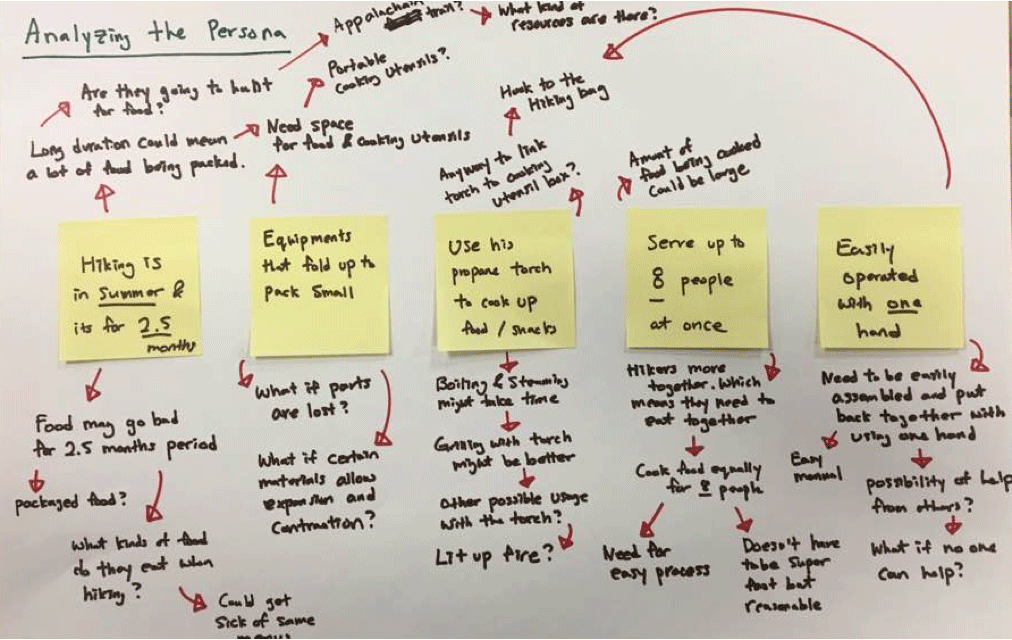 Analyzing the Persona
Appalachain trail?
What kind of
resources are there?
Are they going to hunt
for food?
Portable
cooking utensils?
Hook to the
Hiking bag
Long duration could mean
a lot of food being packed.
Need space
for food & cooking utensils
Anyway to link
torch to cooking
utensil box?
Amount of
food being cooked
could be large
Hiking is
in summer &
its for 2.5
months
Equipments
that fold up to
pack small
Use his
propane torch
to cook up
food / snacks
Serve up to
8 people
at once
Easily
operated
with one
hand
Food may go bad
for 2.5 months period
packaged food?
What kinds of food
do they eat when
hiking?
Could get
sick of same
What if parts
are lost?
What if certain
materials allow
expansion and
contraction?
Boiling & Steaming
might take time
Grilling with torch
might be better
other possible usage
with the torch?
Lit up fire?
Hikers more
together. Which
means they need to
eat together
Cook food equally
for 8 people
Need for
easy process
Doesn't have
to be super
fast but
reasonable
Need to be easily
assembled and put
back together with
using one hand
Easy
manual
possibility of help
from others?
What if no one
can help?